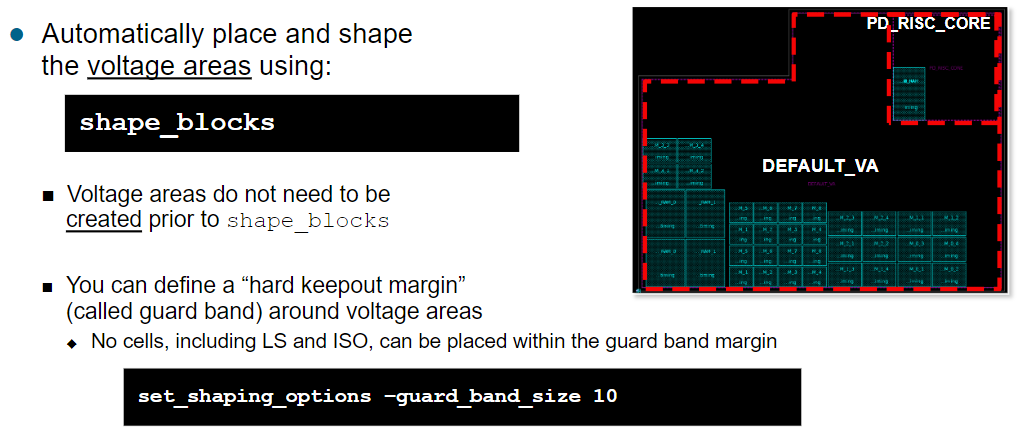 Automatically place and shape
the voltage areas using:
shape_blocks
Voltage areas do not need to be
created prior to shape_blocks
You can define a “hard keepout margin”
(called guard band) around voltage areas
No cells, including LS and ISO, can be placed within the guard band margin
set_shaping_options –guard_band_size 10
PD_RISC_CORE
DEFAULT_VA